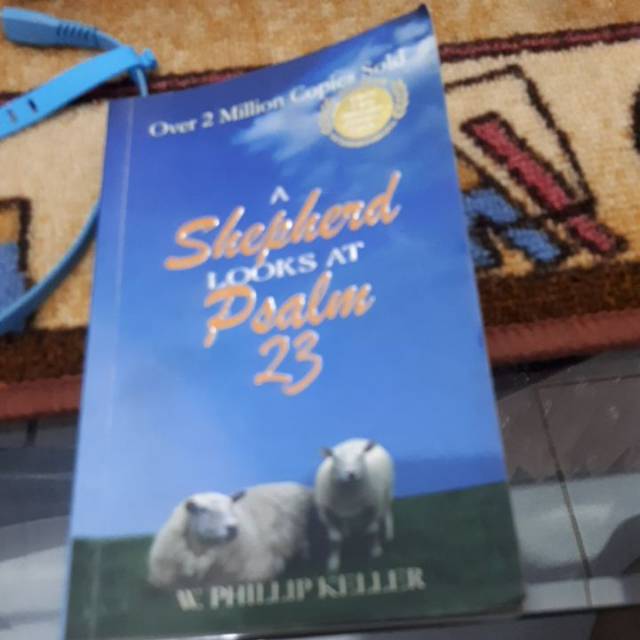 Over 2 Million Copies Sold
A
Shepherd
LOOKS AT
Psalm
23
W. PHILLIP KELLER